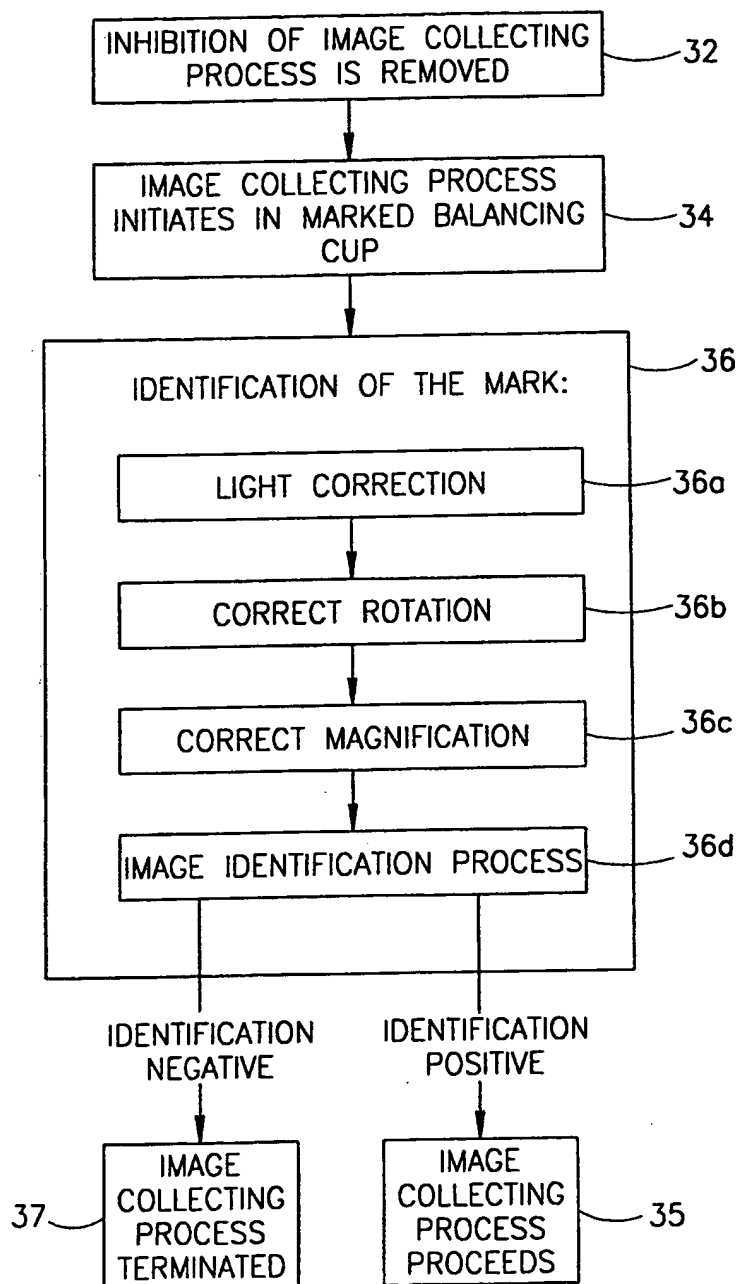 INHIBITION OF IMAGE COLLECTING
PROCESS IS REMOVED
32
IMAGE COLLECTING PROCESS
INITIATES IN MARKED BALANCING
CUP
34
36
IDENTIFICATION OF THE MARK:
LIGHT CORRECTION
36a
CORRECT ROTATION
36b
CORRECT MAGNIFICATION
36c
IMAGE IDENTIFICATION PROCESS
36d
IDENTIFICATION
NEGATIVE
IDENTIFICATION
POSITIVE
37
IMAGE
COLLECTING
PROCESS
TERMINATED
IMAGE
COLLECTING
PROCESS
PROCEEDS
35